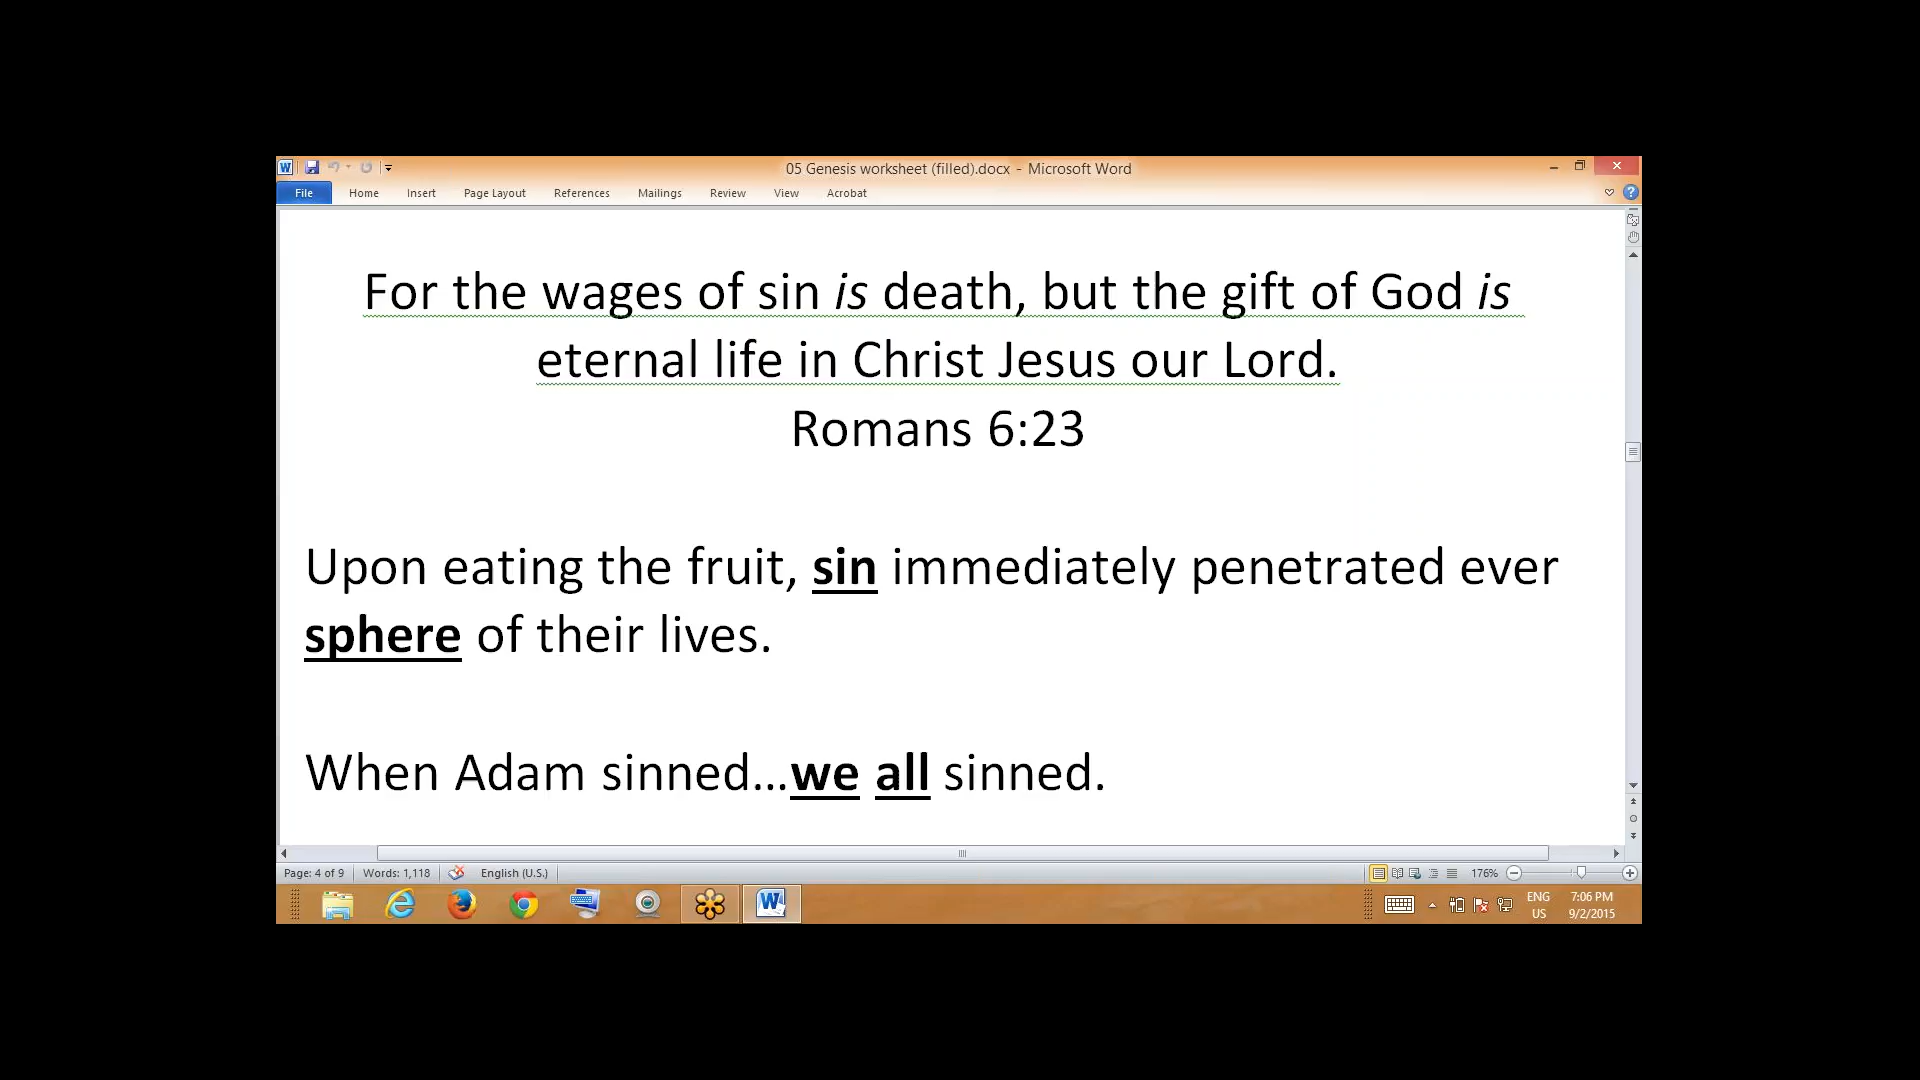 05 Genesis worksheet (filled).docx - Microsoft Word
File Home Insert Page Layout References Mailings Review View Acrobat
For the wages of sin is death, but the gift of God is
eternal life in Christ Jesus our Lord.
Romans 6:23
Upon eating the fruit, sin immediately penetrated ever
sphere of their lives.
When Adam sinned...we all sinned.
Page: 4 of 9 Words: 1,118 English (U.S.) 176%
ENG 7:06 PM
US 9/2/2015